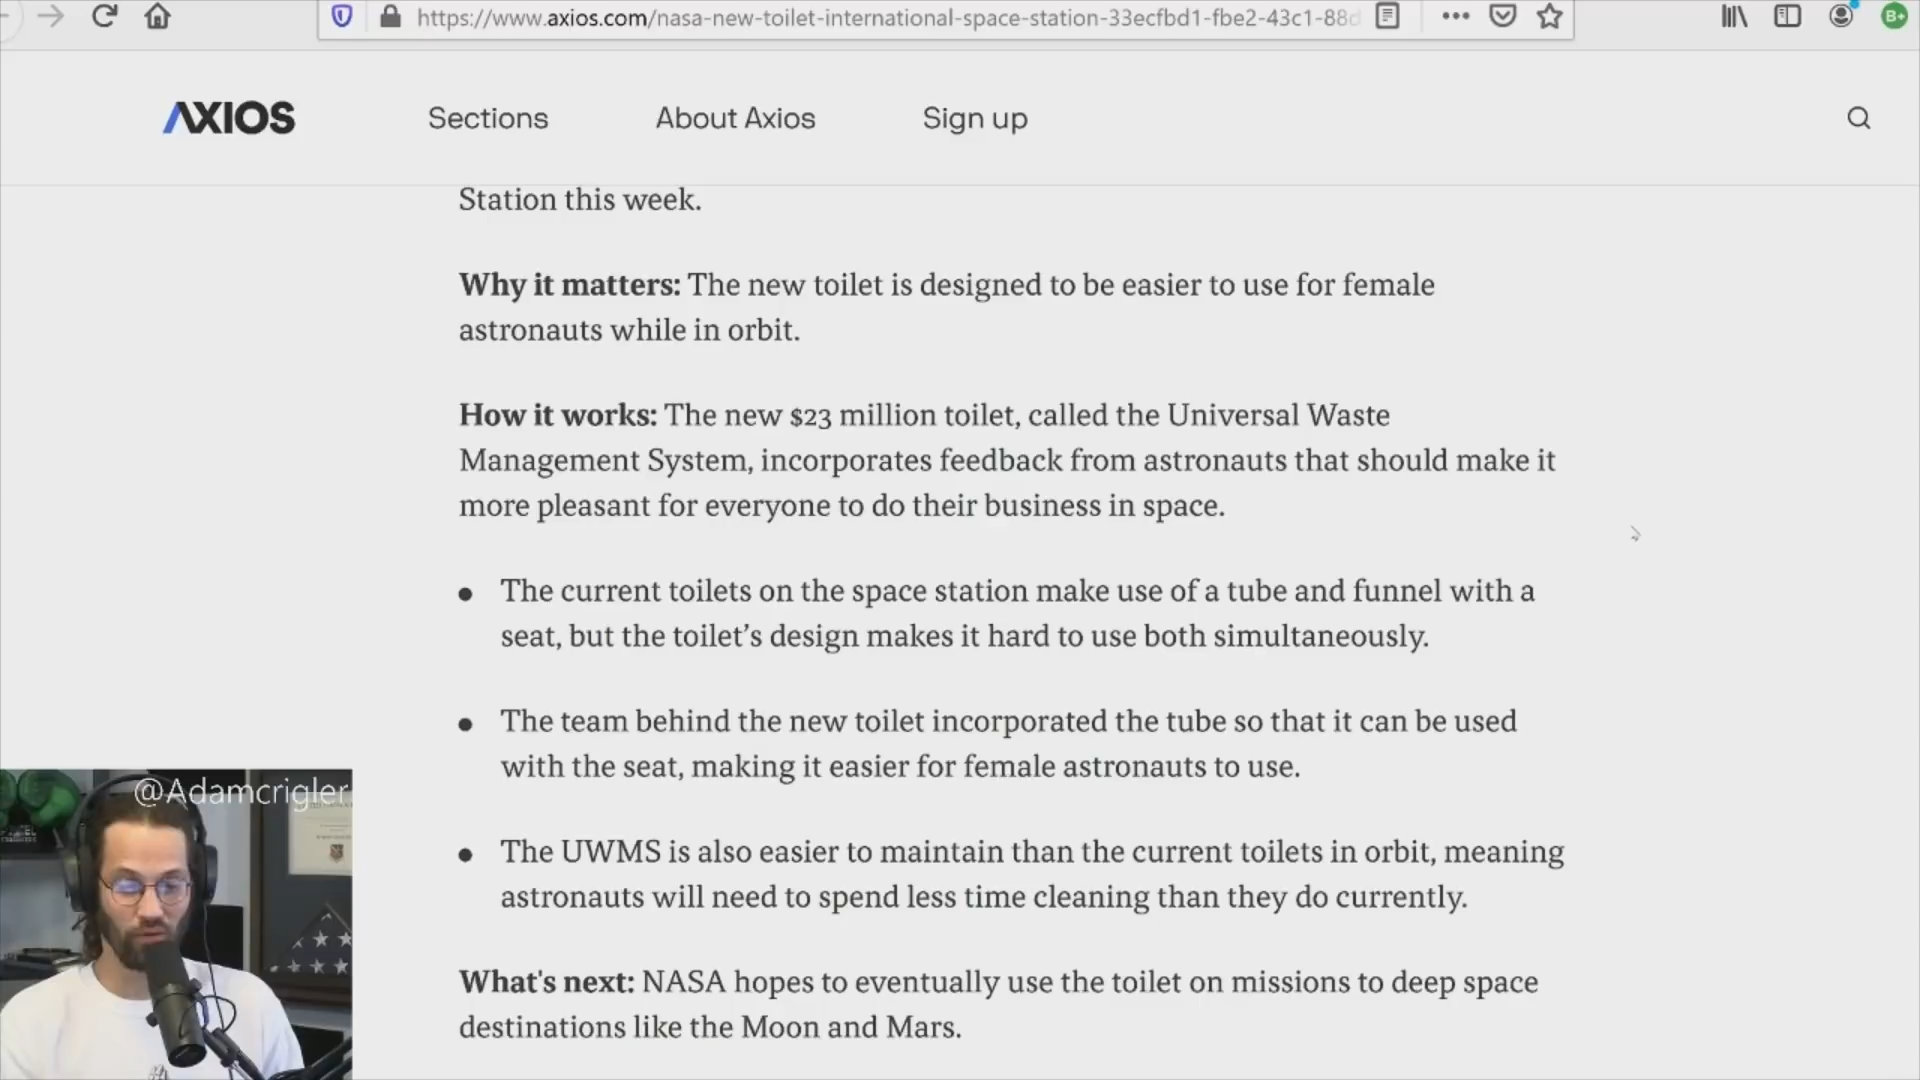 https://www.axios.com/nasa-new-toilet-international-space-station-33ecfbd1-fbe2-43c1-88d
B+
AXIOS
Sections
About Axios
Sign up
Station this week.
Why it matters: The new toilet is designed to be easier to use for female
astronauts while in orbit.
How it works: The new $23 million toilet, called the Universal Waste
Management System, incorporates feedback from astronauts that should make it
more pleasant for everyone to do their business in space.
The current toilets on the space station make use of a tube and funnel with a
seat, but the toilet’s design makes it hard to use both simultaneously.
The team behind the new toilet incorporated the tube so that it can be used
with the seat, making it easier for female astronauts to use.
The UWMS is also easier to maintain than the current toilets in orbit, meaning
astronauts will need to spend less time cleaning than they do currently.
What's next: NASA hopes to eventually use the toilet on missions to deep space
destinations like the Moon and Mars.
@Adamcrigler